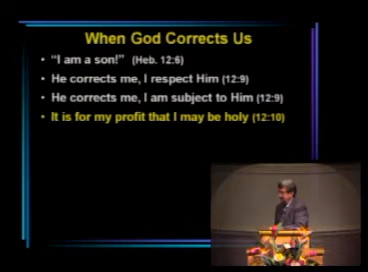 When God Corrects Us
• "I am a son!" (Heb. 12:6)
• He corrects me, I respect Him (12:9)
• He corrects me, I am subject to Him (12:9)
• It is for my profit that I may be holy (12:10)